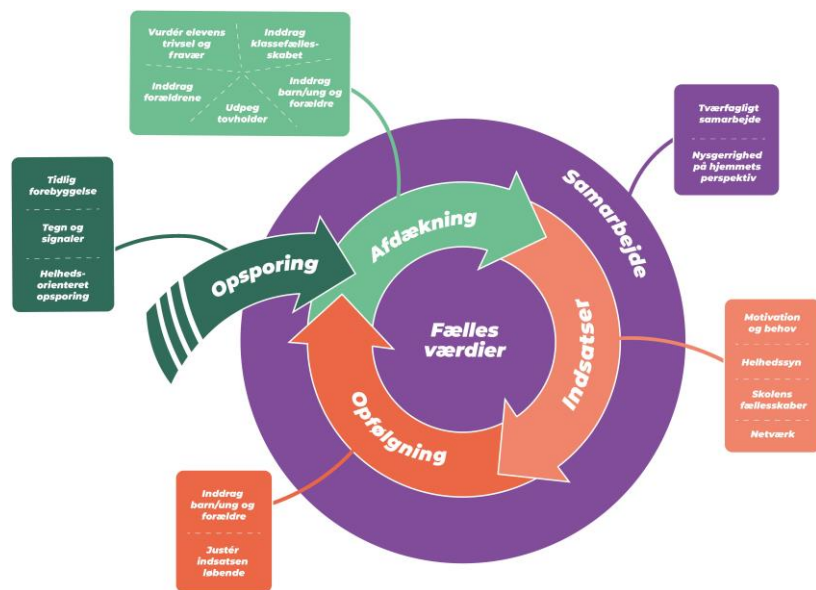 Vurdér elevens
trivsel og
fravær
Inddrag
klassefælles-
skabet
Inddrag
forældrene
Udpeg
tovholder
Inddrag
barn/ung og
forældre
Tværfagligt
samarbejde
Nysgerrighed
på hjemmets
perspektiv
Tidlig
forebyggelse
Tegn og
signaler
Helheds-
orienteret
opsporing
Opsporing
Afdækning
Samarbejde
Fælles
værdier
Indsatser
Opfølgning
Motivation
og behov
Helhedssyn
Skolens
fællesskaber
Netværk
Inddrag
barn/ung og
forældre
Justér
indsatsen
løbende